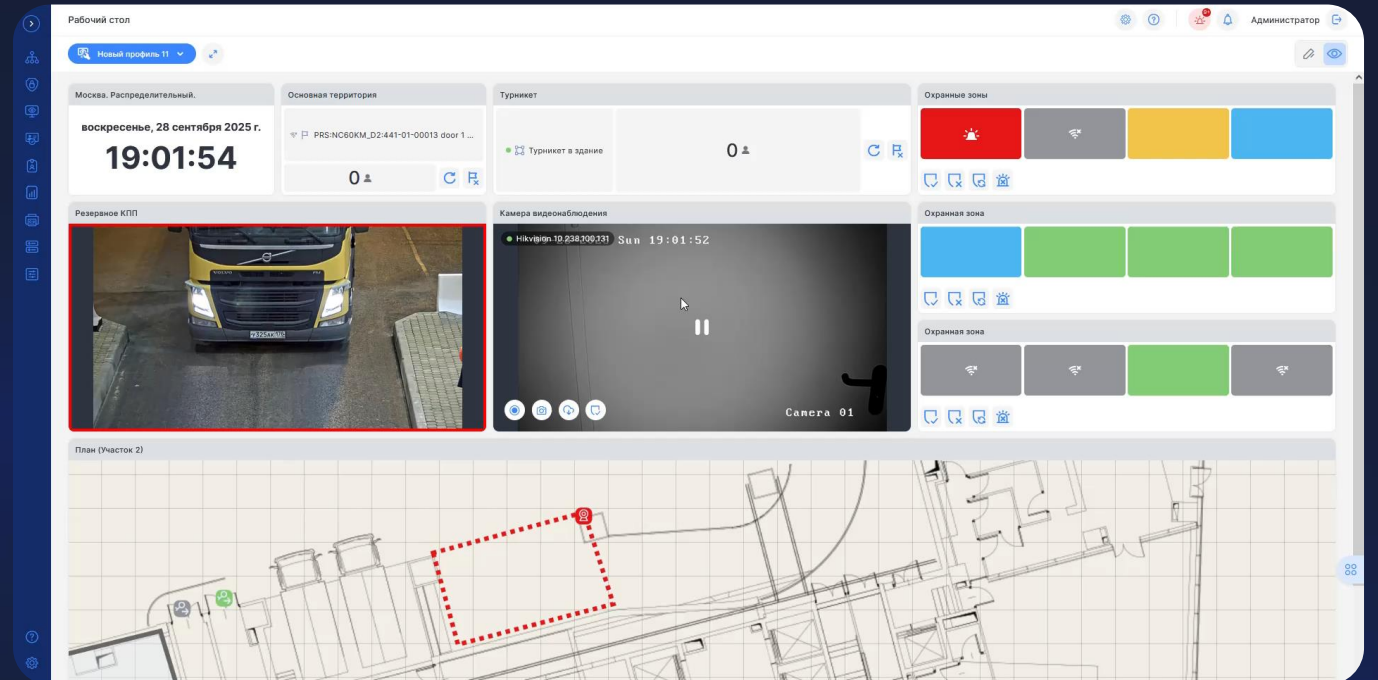 Рабочий стол
9+
Администратор
Новый профиль 11
Москва. Распределительный.
воскресенье, 28 сентября 2025 г.
19:01:54
Основная территория
PRS:NC60KM_D2:441-01-00013 door 1 ...
0
Турникет
Турникет в здание
0
Охранные зоны
Резервное КПП
VOLVO
Камера видеонаблюдения
Hikvision 10.238.100.131
Sun 19:01:52
Camera 01
Охранная зона
Охранная зона
План (Участок 2)